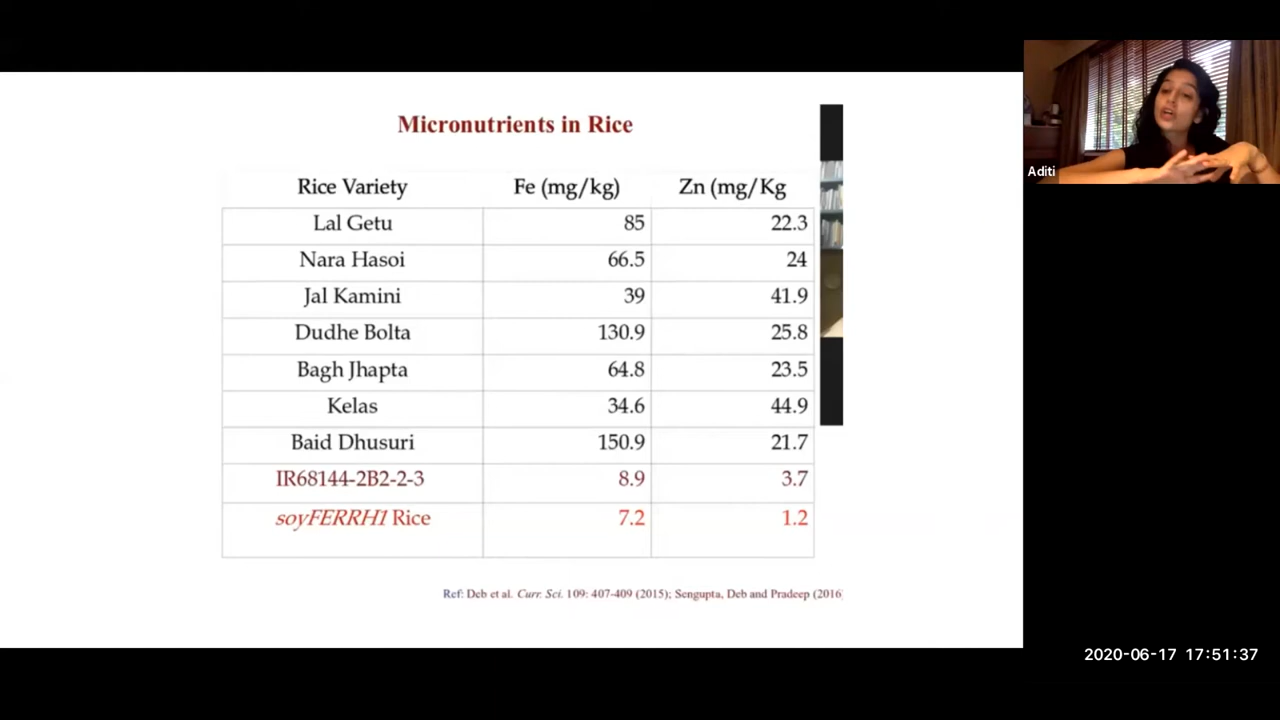 Micronutrients in Rice
Rice Variety Fe (mg/kg) Zn (mg/Kg
Lal Getu 85 22.3
Nara Hasoi 66.5 24
Jal Kamini 39 41.9
Dudhe Bolta 130.9 25.8
Bagh Jhapta 64.8 23.5
Kelas 34.6 44.9
Baid Dhusuri 150.9 21.7
IR68144-2B2-2-3 8.9 3.7
soyFERRH1 Rice 7.2 1.2
Ref: Deb et al. Curr. Sci. 109: 407-409 (2015); Sengupta, Deb and Pradeep (2016
Aditi
2020-06-17 17:51:37